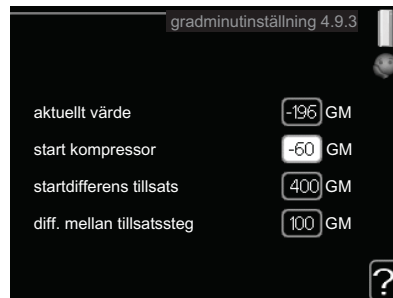 gradminutinställning 4.9.3
aktuellt värde -196 GM
start kompressor -60 GM
startdifferens tillsats 400 GM
diff. mellan tillsatssteg 100 GM
?